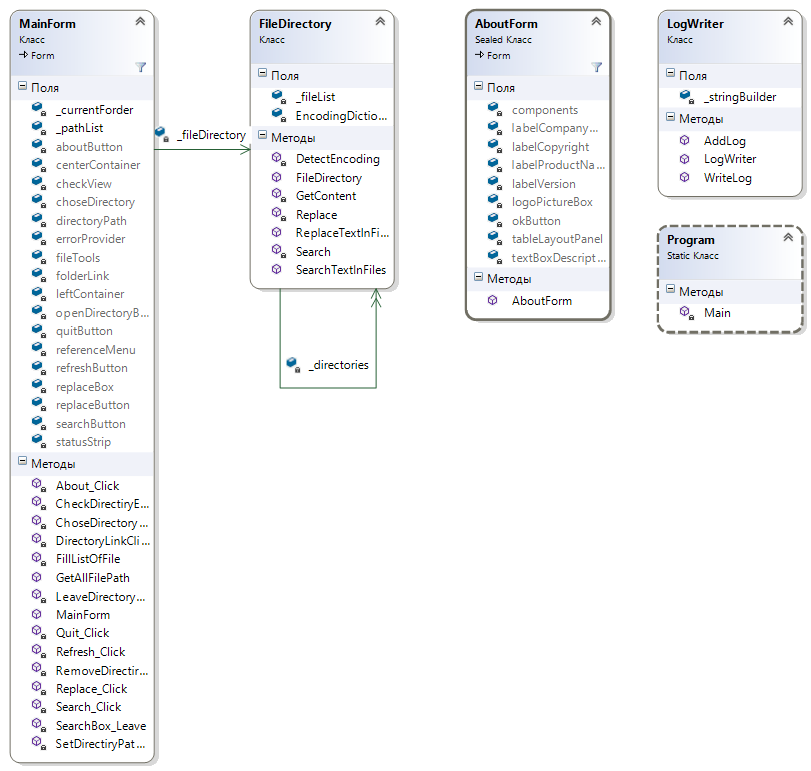 MainForm
Класс
Form
Поля
_currentForder
_pathList
aboutButton
centerContainer
checkView
choseDirectory
directoryPath
errorProvider
fileTools
folderLink
leftContainer
openDirectoryB...
quitButton
referenceMenu
refreshButton
replaceBox
replaceButton
searchButton
statusStrip
Методы
About_Click
CheckDirectiryE...
ChoseDirectory...
DirectoryLinkCli...
FillListOfFile
GetAllFilePath
LeaveDirectory...
MainForm
Quit_Click
Refresh_Click
RemoveDirectir...
Replace_Click
Search_Click
SearchBox_Leave
SetDirectiryPat...
_fileDirectory
FileDirectory
Класс
Поля
_fileList
EncodingDictio...
Методы
DetectEncoding
FileDirectory
GetContent
Replace
ReplaceTextInFi...
Search
SearchTextInFiles
_directories
AboutForm
Sealed Класс
Form
Поля
components
labelCompany...
labelCopyright
labelProductNa...
labelVersion
logoPictureBox
okButton
tableLayoutPanel
textBoxDescript...
Методы
AboutForm
LogWriter
Класс
Поля
_stringBuilder
Методы
AddLog
LogWriter
WriteLog
Program
Static Класс
Методы
Main